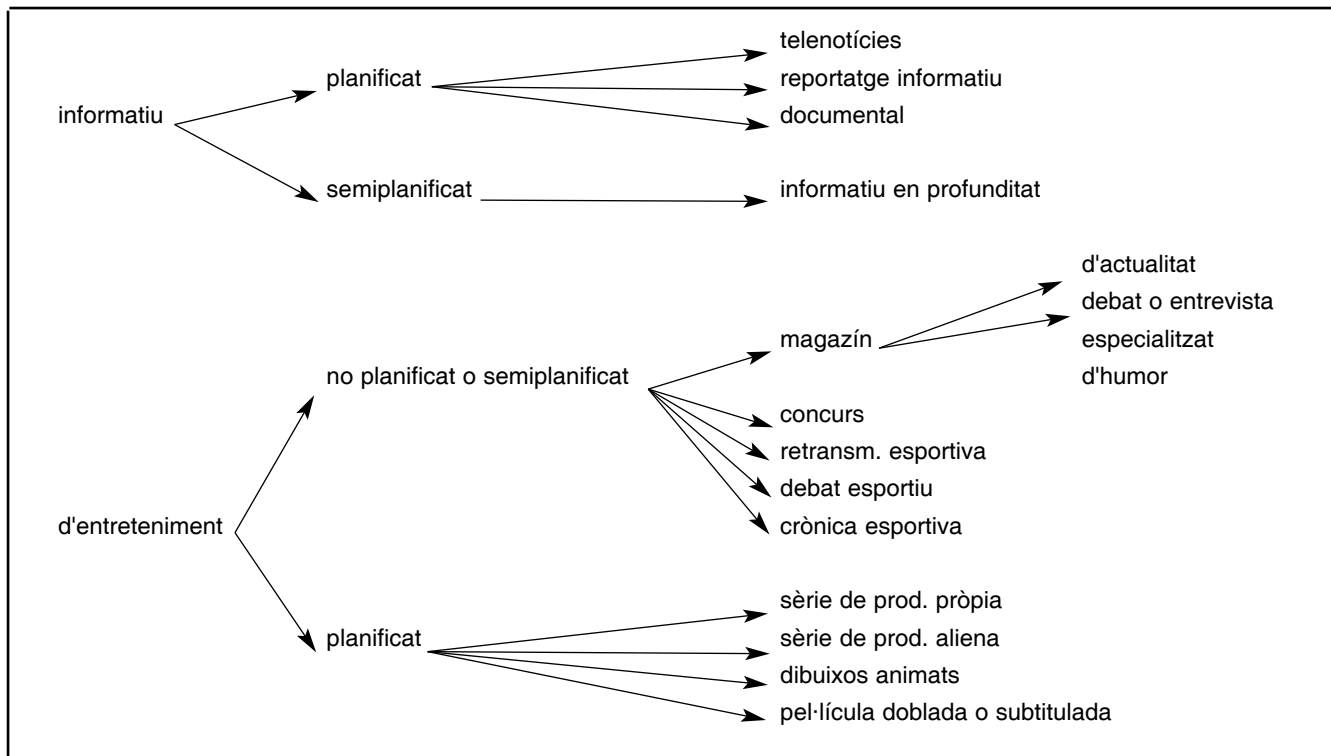 telenotícies
planificat
reportatge informatiu
informatiu
documental
semiplanificat
informatiu en profunditat
d'actualitat
debat o entrevista
magazín
especialitzat
no planificat o semiplanificat
d'humor
concurs
retransm. esportiva
debat esportiu
d'entreteniment
crònica esportiva
sèrie de prod. pròpia
planificat
sèrie de prod. aliena
dibuixos animats
pel·lícula doblada o subtitulada